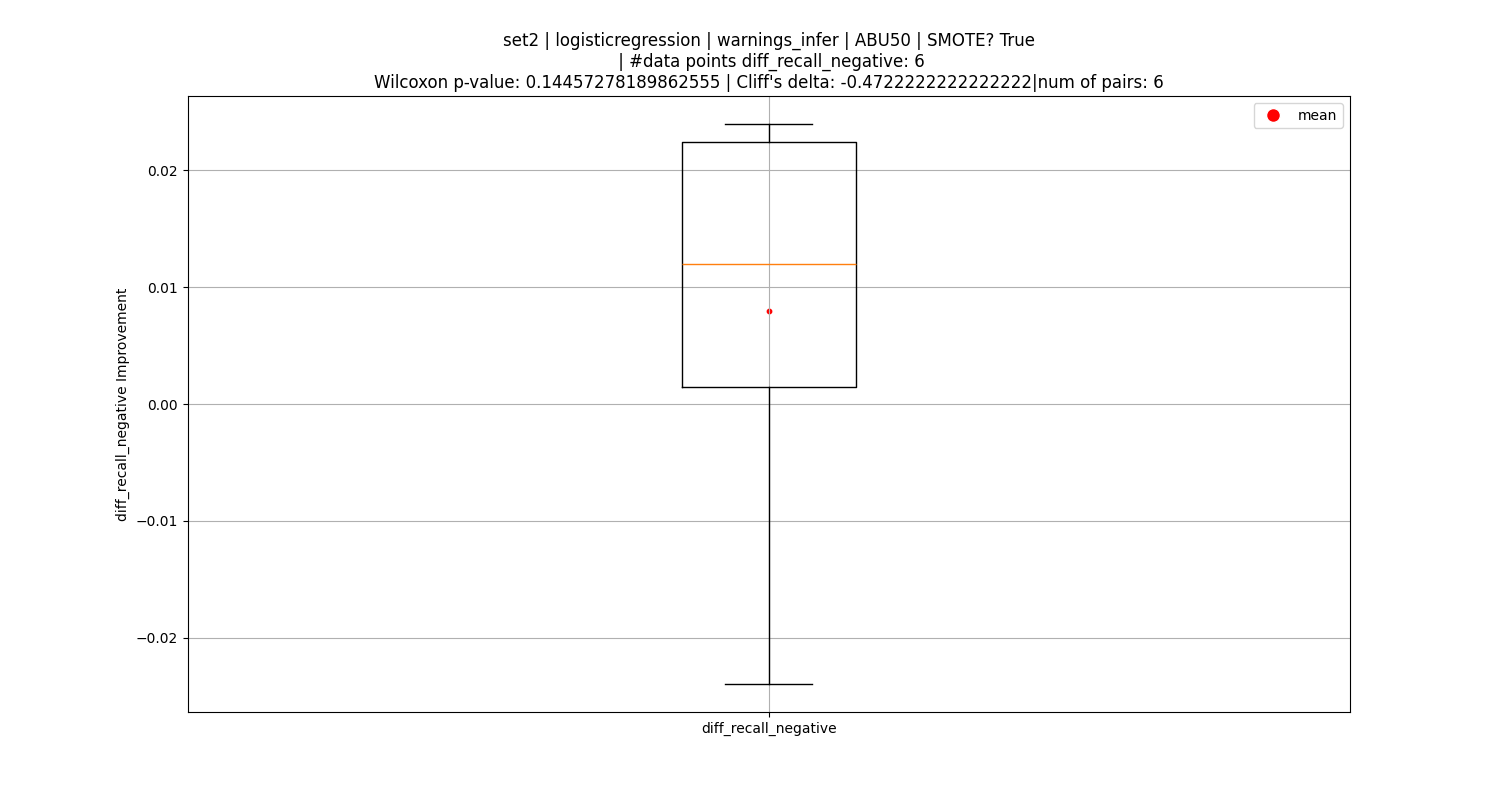 set2 | logisticregression | warnings_infer | ABU50 | SMOTE? True
| #data points diff_recall_negative: 6
Wilcoxon p-value: 0.14457278189862555 | Cliff's delta: -0.4722222222222222|num of pairs: 6
mean
0.02
0.01
0.00
−0.01
−0.02
diff_recall_negative Improvement
diff_recall_negative